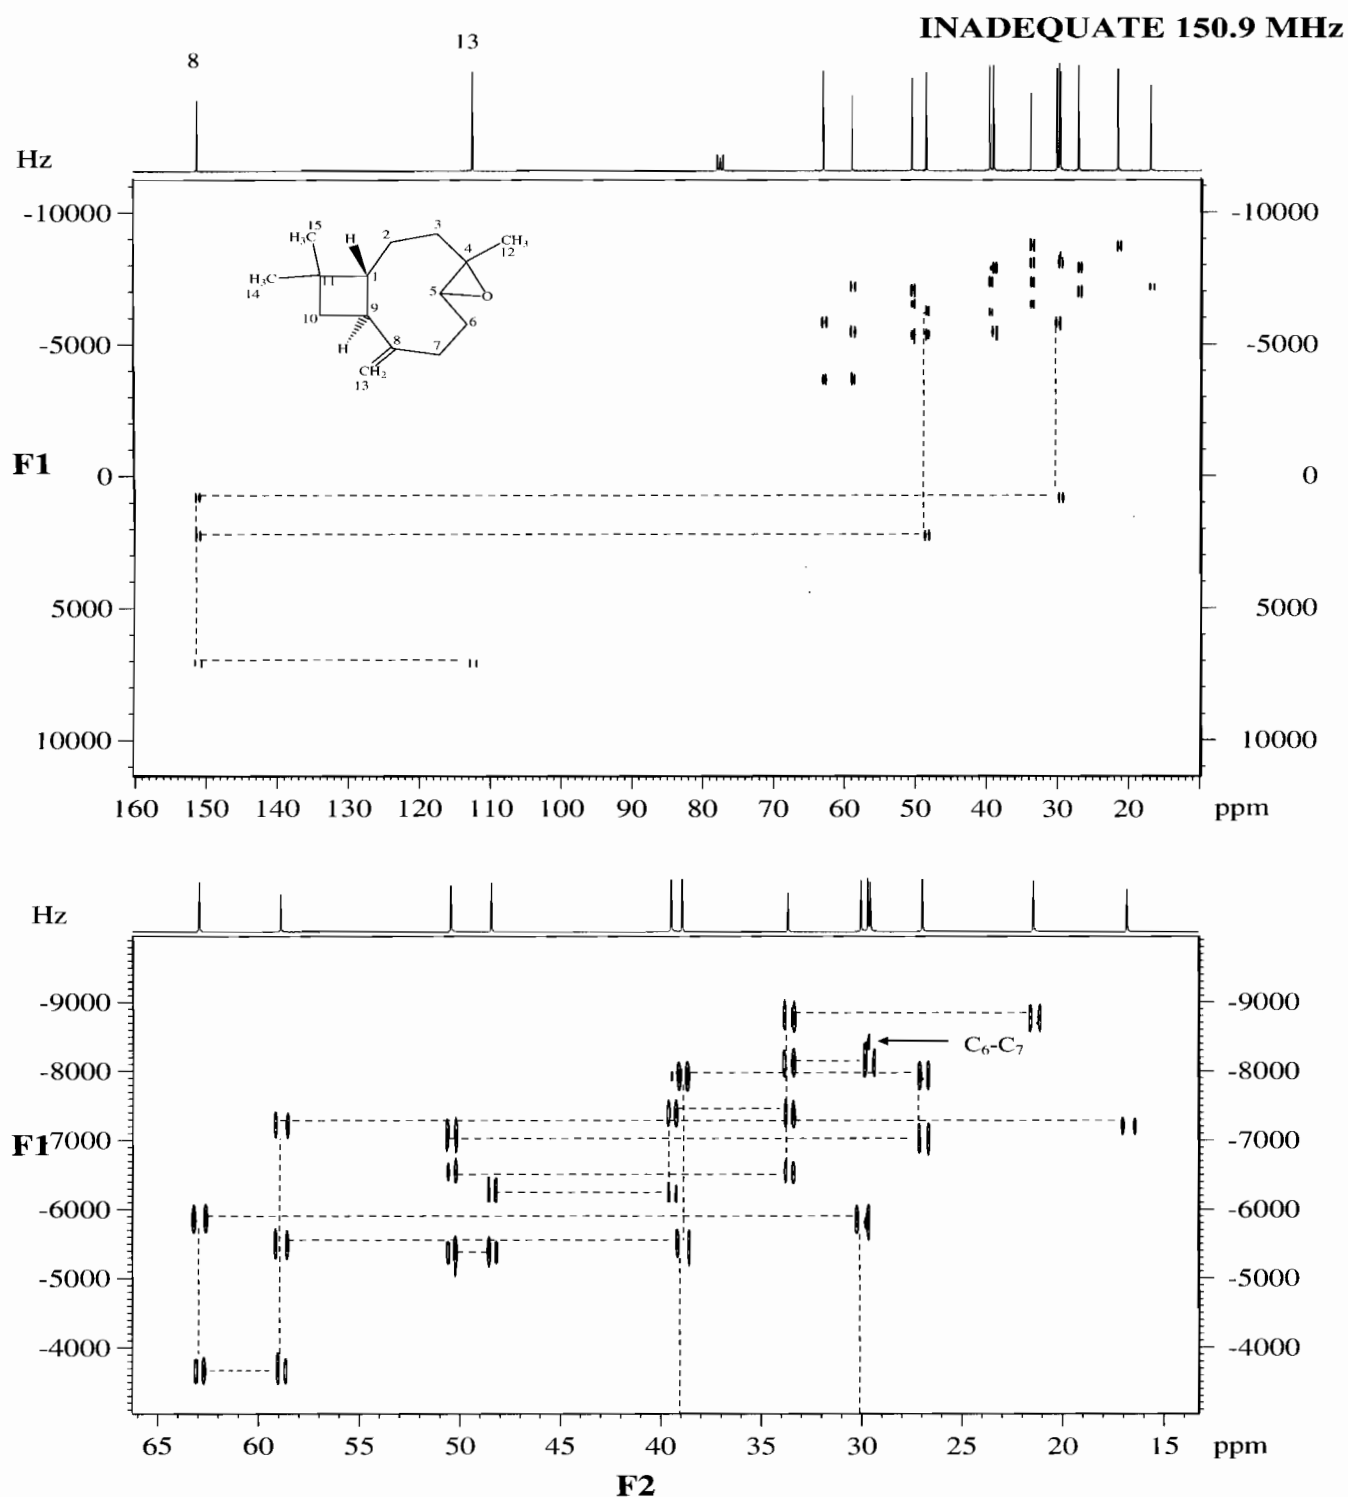 INADEQUATE 150.9 MHz
8
13
Hz
-10000
-10000
-5000
-5000
F1
0
0
5000
5000
10000
10000
15
H₃C
H
2
3
4
CH₃
12
H₃C
14
11
1
5
O
10
9
6
H
8
7
CH₂
13
160 150 140 130 120 110 100 90 80 70 60 50 40 30 20 ppm
Hz
-9000
-9000
C₆-C₇
-8000
-8000
F1
-7000
-7000
-6000
-6000
-5000
-5000
-4000
-4000
65 60 55 50 45 40 35 30 25 20 15 ppm
F2